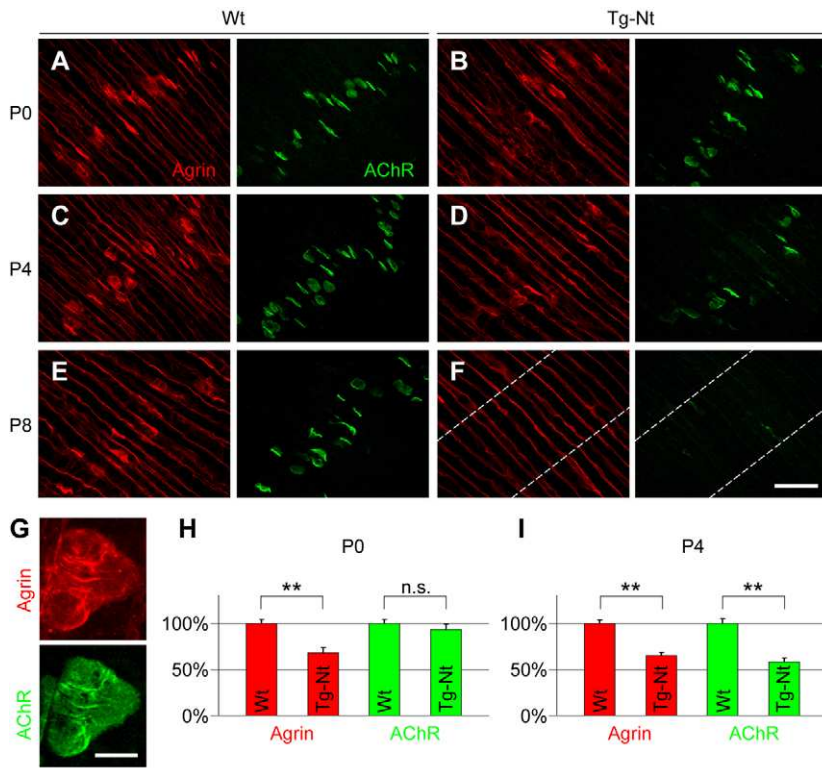 Wt Tg-Nt
A B
P0
Agrin AChR
C D
P4
E F
P8
G H I
P0 P4
Agrin
AChR
** n.s. ** **
100% 100%
50% 50%
0% 0%
Wt Tg-Nt Wt Tg-Nt Wt Tg-Nt Wt Tg-Nt
Agrin AChR Agrin AChR